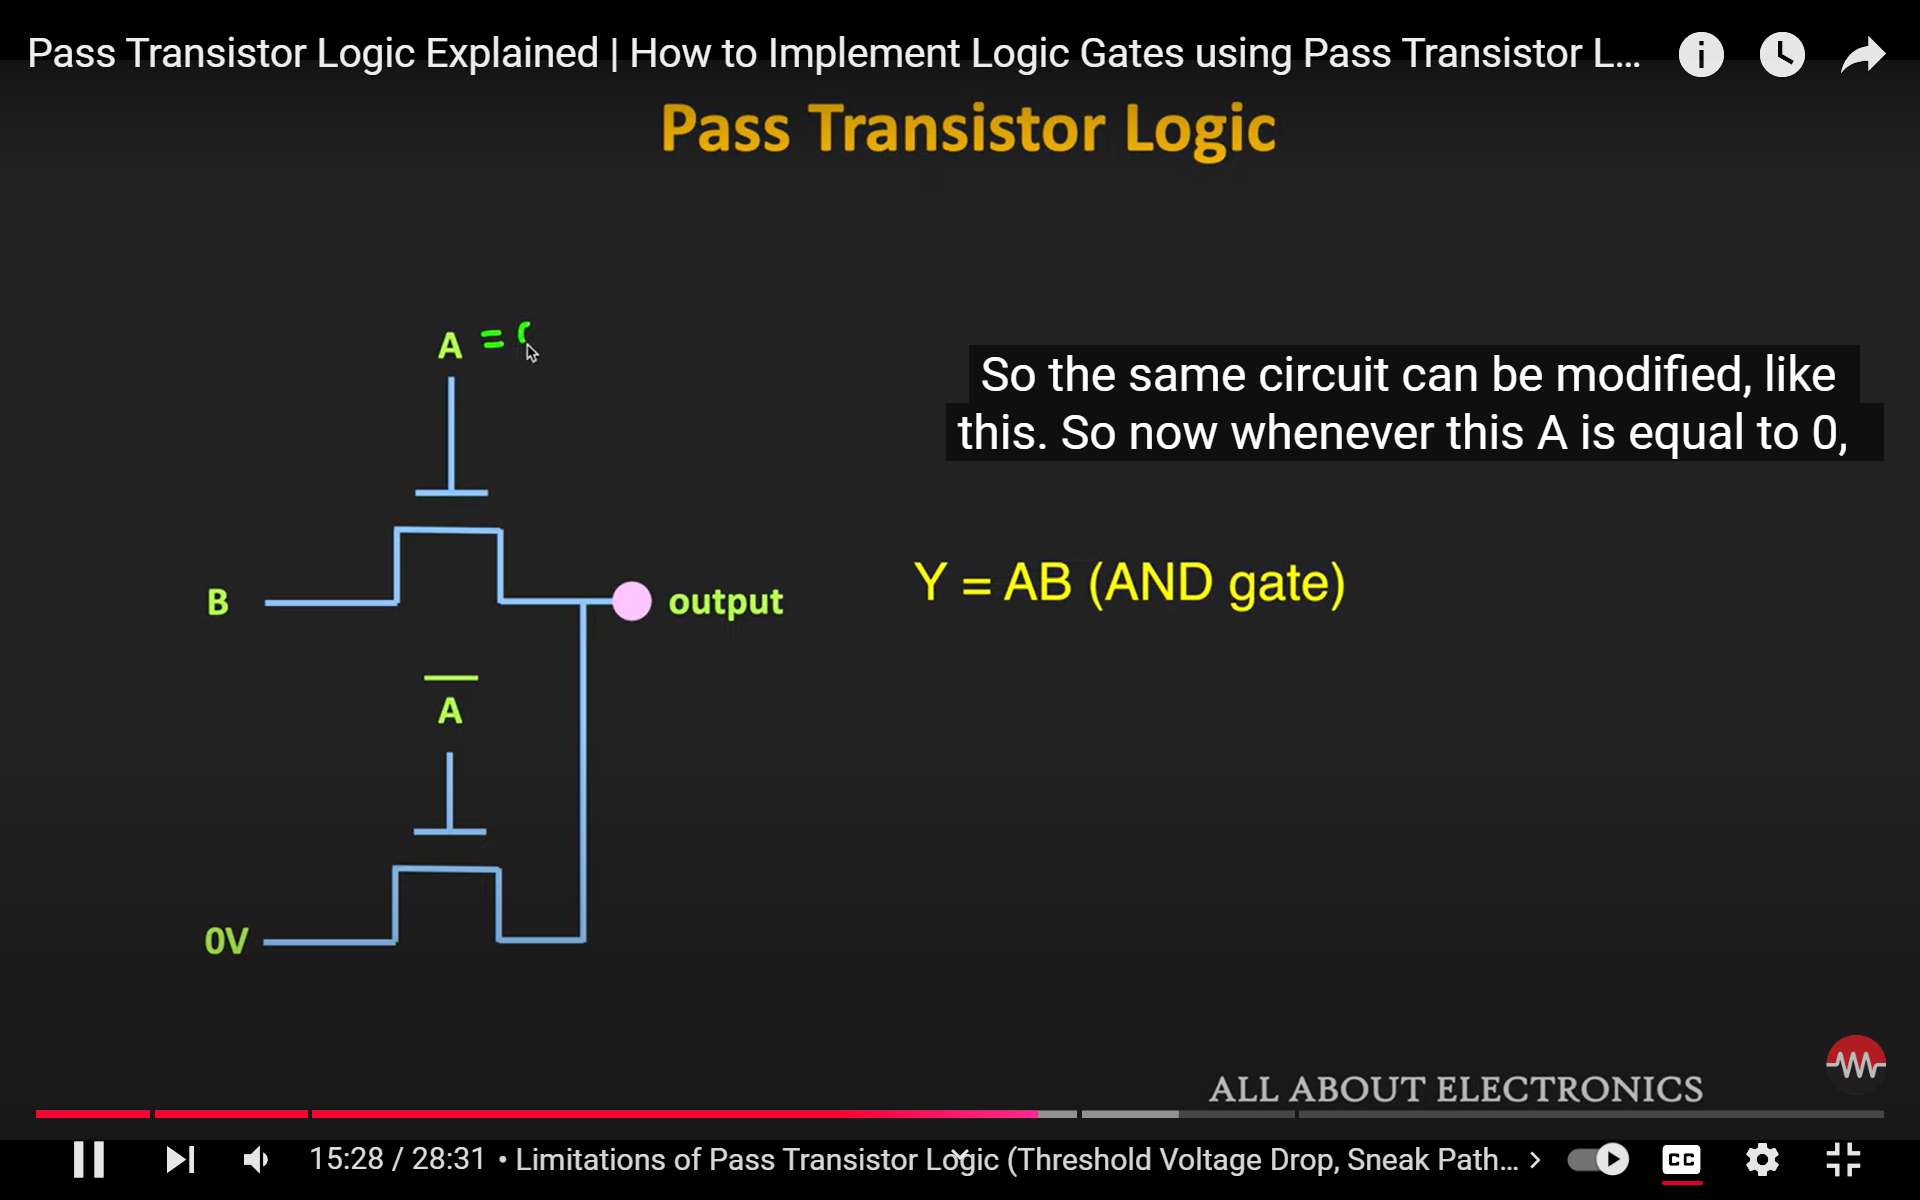 Pass Transistor Logic Explained | How to Implement Logic Gates using Pass Transistor L...
Pass Transistor Logic
A =
So the same circuit can be modified, like
this. So now whenever this A is equal to 0,
Y = AB (AND gate)
B
output
A̅
0V
ALL ABOUT ELECTRONICS
15:28 / 28:31 • Limitations of Pass Transistor Logic (Threshold Voltage Drop, Sneak Path...
CC